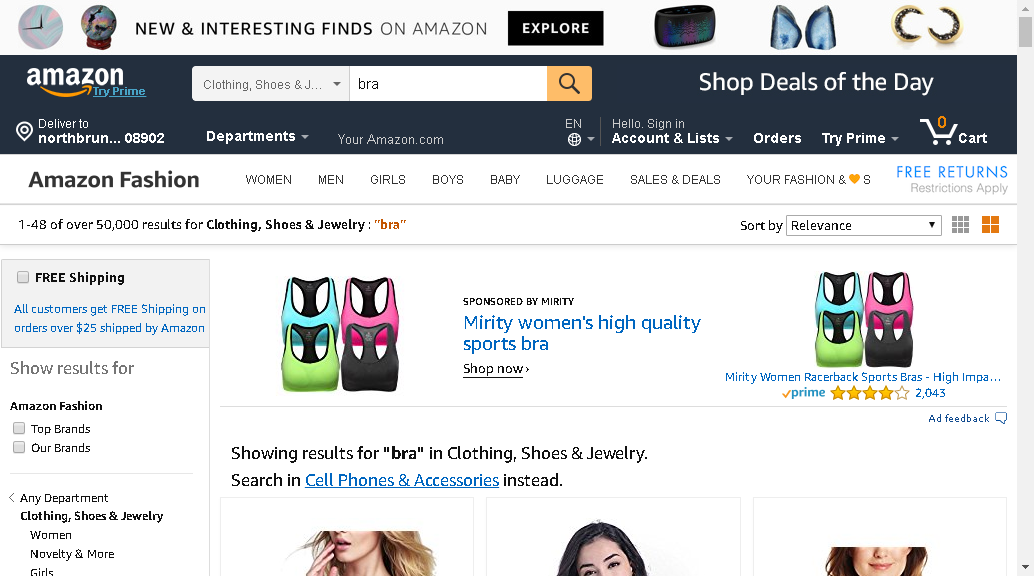 NEW & INTERESTING FINDS ON AMAZON
EXPLORE
amazon
Try Prime
Clothing, Shoes & J...
bra
Shop Deals of the Day
Deliver to
northbrun... 08902
Departments
Your Amazon.com
EN
Hello. Sign in
Account & Lists
Orders
Try Prime
0
Cart
Amazon Fashion
WOMEN
MEN
GIRLS
BOYS
BABY
LUGGAGE
SALES & DEALS
YOUR FASHION & 🧡 S
FREE RETURNS
Restrictions Apply
1-48 of over 50,000 results for Clothing, Shoes & Jewelry : "bra"
Sort by
Relevance
FREE Shipping
All customers get FREE Shipping on
orders over $25 shipped by Amazon
Show results for
Amazon Fashion
Top Brands
Our Brands
Any Department
Clothing, Shoes & Jewelry
Women
Novelty & More
Girls
SPONSORED BY MIRITY
Mirity women's high quality
sports bra
Shop now ›
Mirity Women Racerback Sports Bras - High Impa...
prime
2,043
Ad feedback
Showing results for "bra" in Clothing, Shoes & Jewelry.
Search in Cell Phones & Accessories instead.